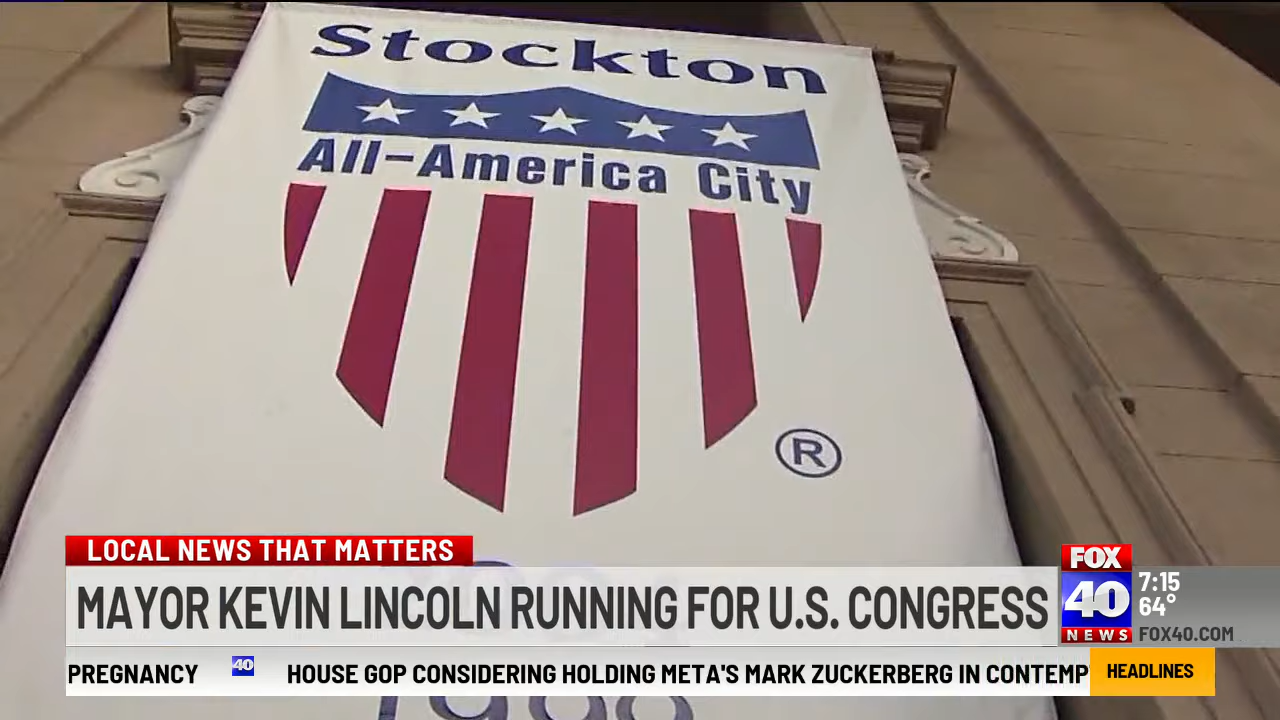 Stockton
All-America City
®
LOCAL NEWS THAT MATTERS
MAYOR KEVIN LINCOLN RUNNING FOR U.S. CONGRESS
FOX
40
NEWS
7:15
64°
FOX40.COM
PREGNANCY 40 HOUSE GOP CONSIDERING HOLDING META'S MARK ZUCKERBERG IN CONTEMP
HEADLINES